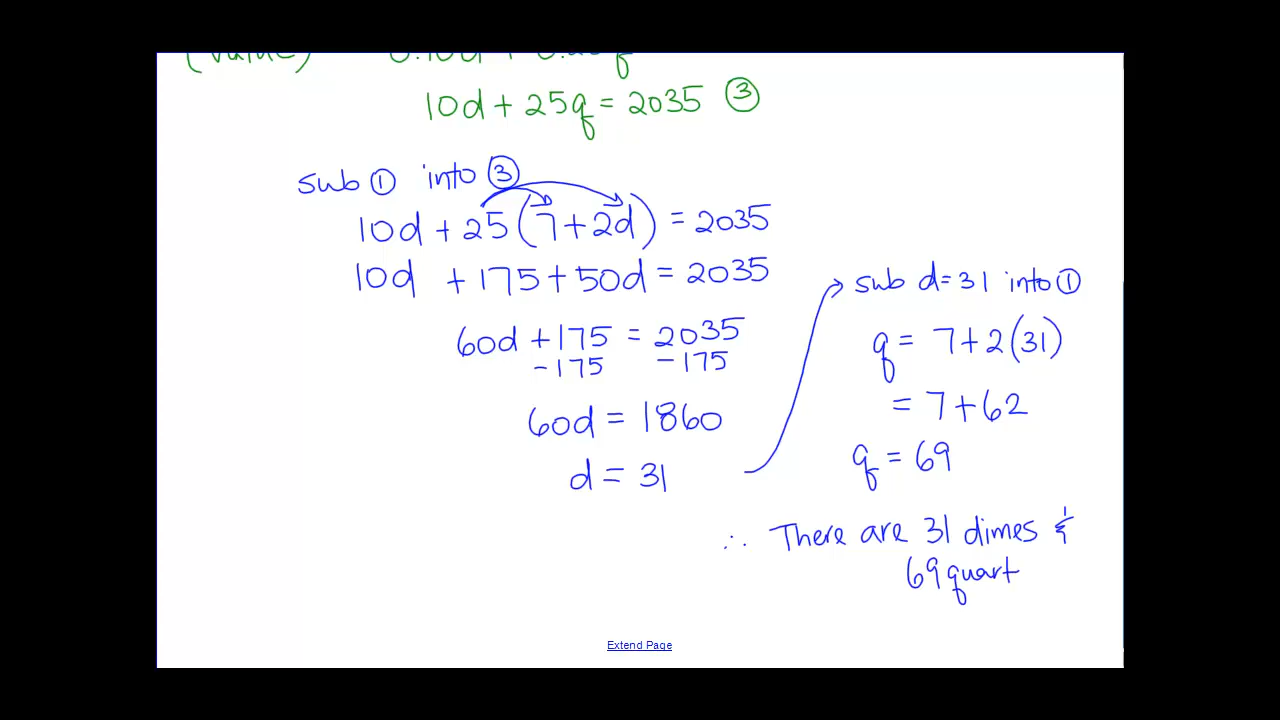 (value)
10d + 25q = 2035 ③
sub ① into ③
10d + 25(7 + 2d) = 2035
10d + 175 + 50d = 2035
60d + 175 = 2035
-175 -175
60d = 1860
d = 31
sub d = 31 into ①
q = 7 + 2(31)
= 7 + 62
q = 69
∴ There are 31 dimes &
69 quart
Extend Page